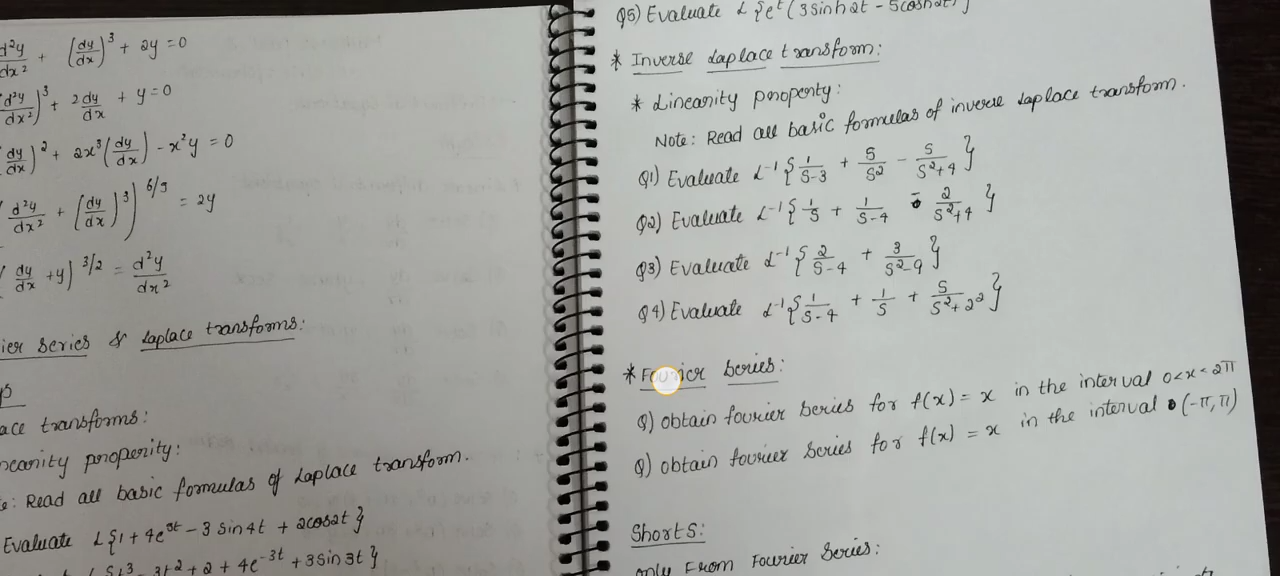 d²y/dx² + (dy/dx)³ + 2y = 0
d²y/dx²)³ + 2dy/dx + y = 0
dy/dx)² + 2x³(dy/dx) - x²y = 0
d²y/dx² + (dy/dx)³)^6/5 = 2y
(dy/dx + y)^3/2 = d²y/dx²
ier series & Laplace transforms:
ace transforms:
nearity properity:
e: Read all basic formulas of Laplace transform.
Evaluate L{1 + 4e^3t - 3 sin4t + 2cos2t}
3t² + 2 + 4e^-3t + 3sin3t}
Q5) Evaluate L{e^t(3sinh2t - 5cosh2t)}
* Inverse Laplace transform:
* Linearity property:
Note: Read all basic formulas of inverse Laplace transform.
Q1) Evaluate L^-1{1/S-3 + 5/S² - S/S²+4}
Q2) Evaluate L^-1{1/S + 1/S-4 - 2/S²+4}
Q3) Evaluate L^-1{2/S-4 + 3/S²-9}
Q4) Evaluate L^-1{1/S-4 + 1/S + S/S²+2²}
* Fourier Series:
Q) obtain fourier series for f(x) = x in the interval 0<x<2π
Q) obtain fourier series for f(x) = x in the interval (-π, π)
Shorts:
only From Fourier Series: